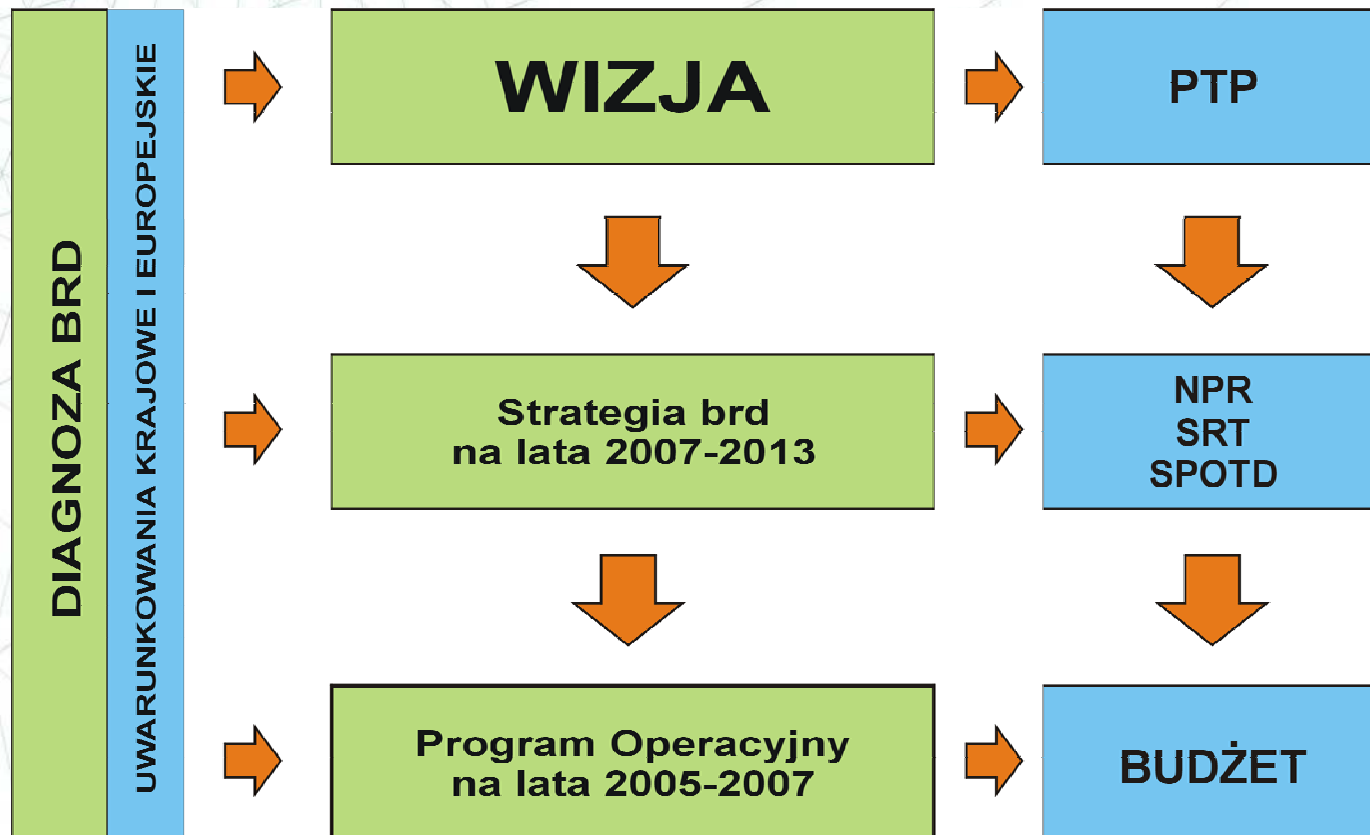 DIAGNOZA BRD
UWARUNKOWANIA KRAJOWE I EUROPEJSKIE
WIZJA
PTP
Strategia brd
na lata 2007-2013
NPR
SRT
SPOTD
Program Operacyjny
na lata 2005-2007
BUDŻET